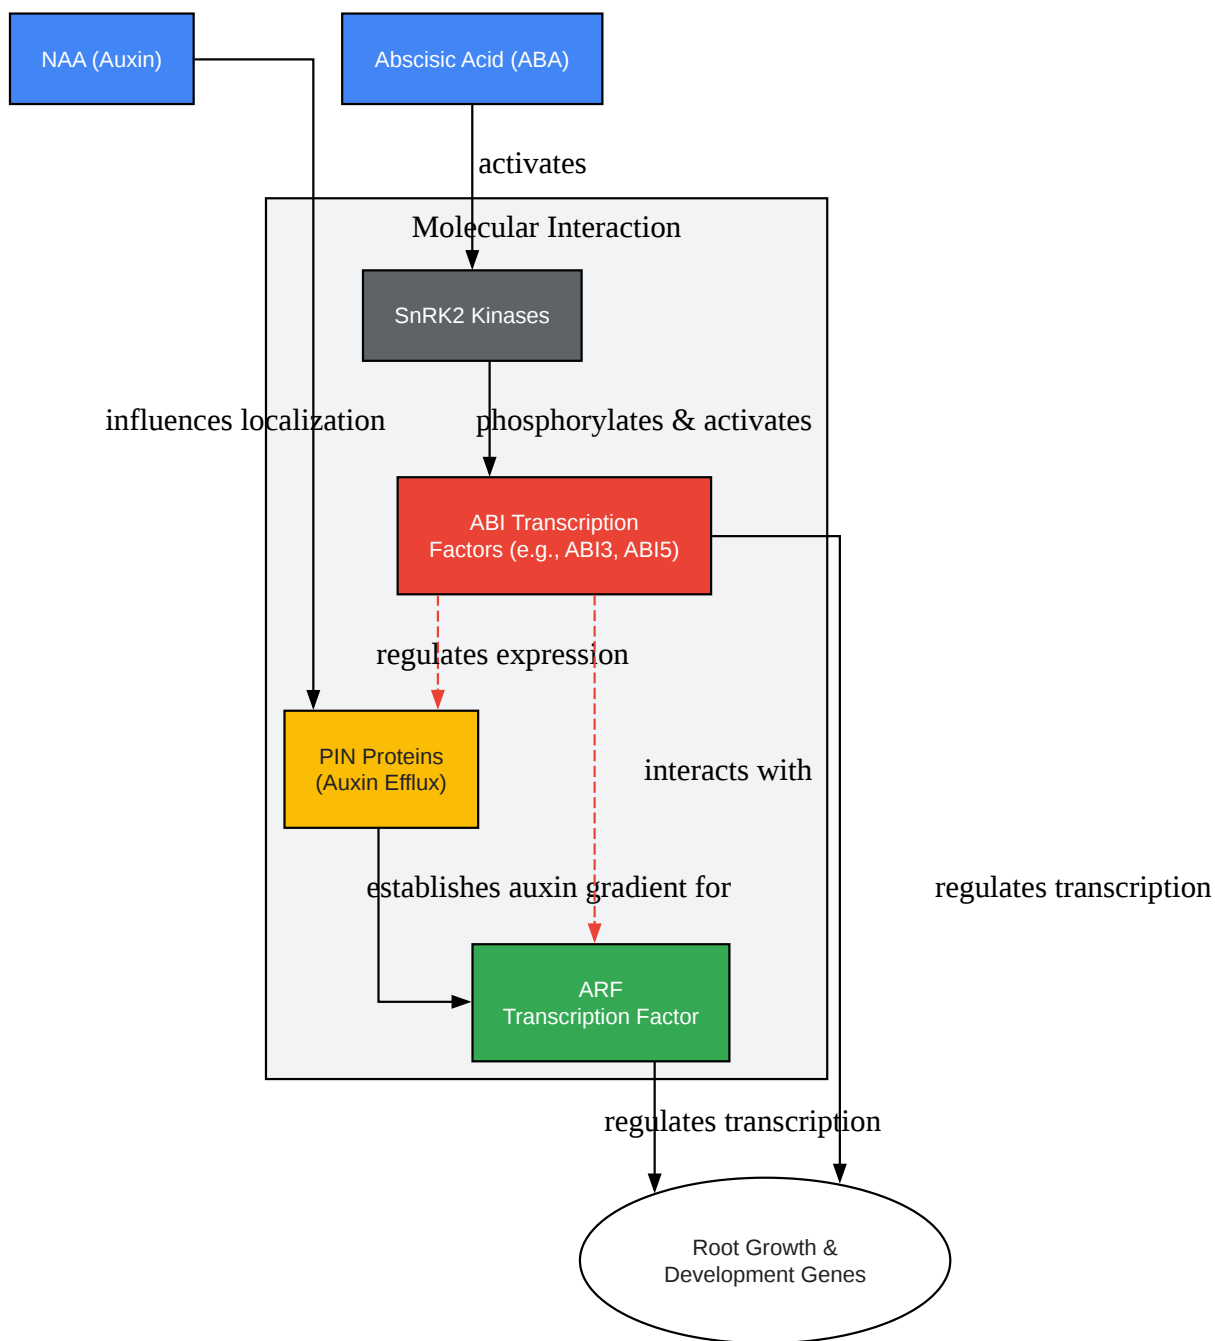 NAA (Auxin)
Abscisic Acid (ABA)
activates
Molecular Interaction
SnRK2 Kinases
influences localization
phosphorylates & activates
ABI Transcription
Factors (e.g., ABI3, ABI5)
regulates expression
PIN Proteins
(Auxin Efflux)
interacts with
establishes auxin gradient for
regulates transcription
ARF
Transcription Factor
regulates transcription
Root Growth &
Development Genes